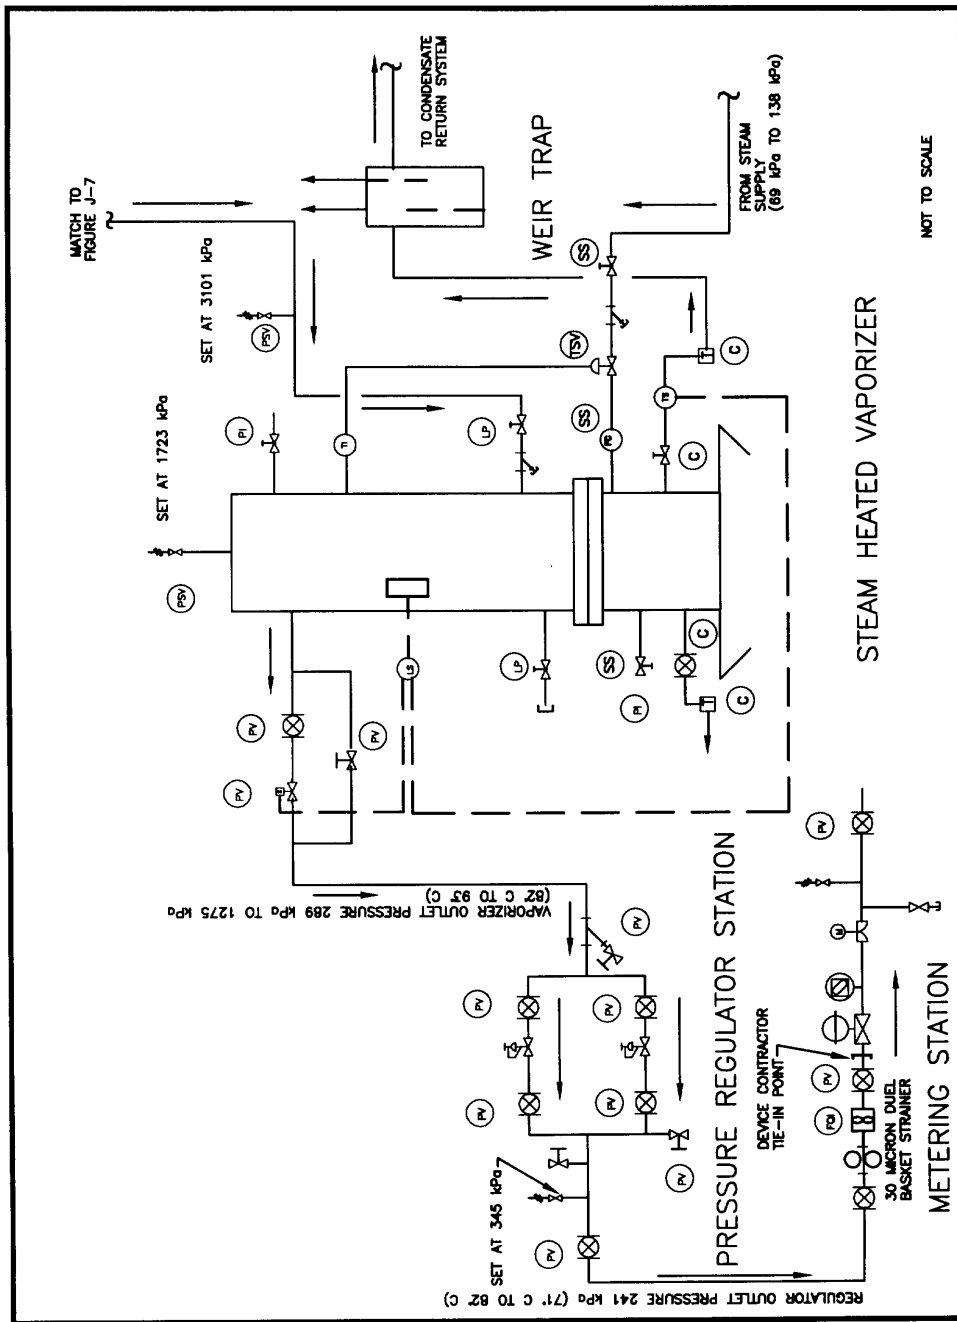 MATCH TO
FIGURE J-7
SET AT 3101 kPa
PSV
SET AT 1723 kPa
PSV
PI
TI
LP
TO CONDENSATE
RETURN SYSTEM
WEIR TRAP
FROM STEAM
SUPPLY
(69 kPa TO 138 kPa)
SS
TSV
SS
TS
C
C
NOT TO SCALE
STEAM HEATED VAPORIZER
LS
LP
SS
PI
C
C
PV
PV
PV
VAPORIZER OUTLET PRESSURE 289 kPa TO 1275 kPa
(82° C TO 93° C)
PV
PV
PV
PV
PV
PV
SET AT 345 kPa
PV
PRESSURE REGULATOR STATION
REGULATOR OUTLET PRESSURE 241 kPa (71° C TO 82° C)
DEVICE CONTRACTOR
TIE-IN POINT
30 MICRON DUEL
BASKET STRAINER
FQI
PV
M
PV
METERING STATION